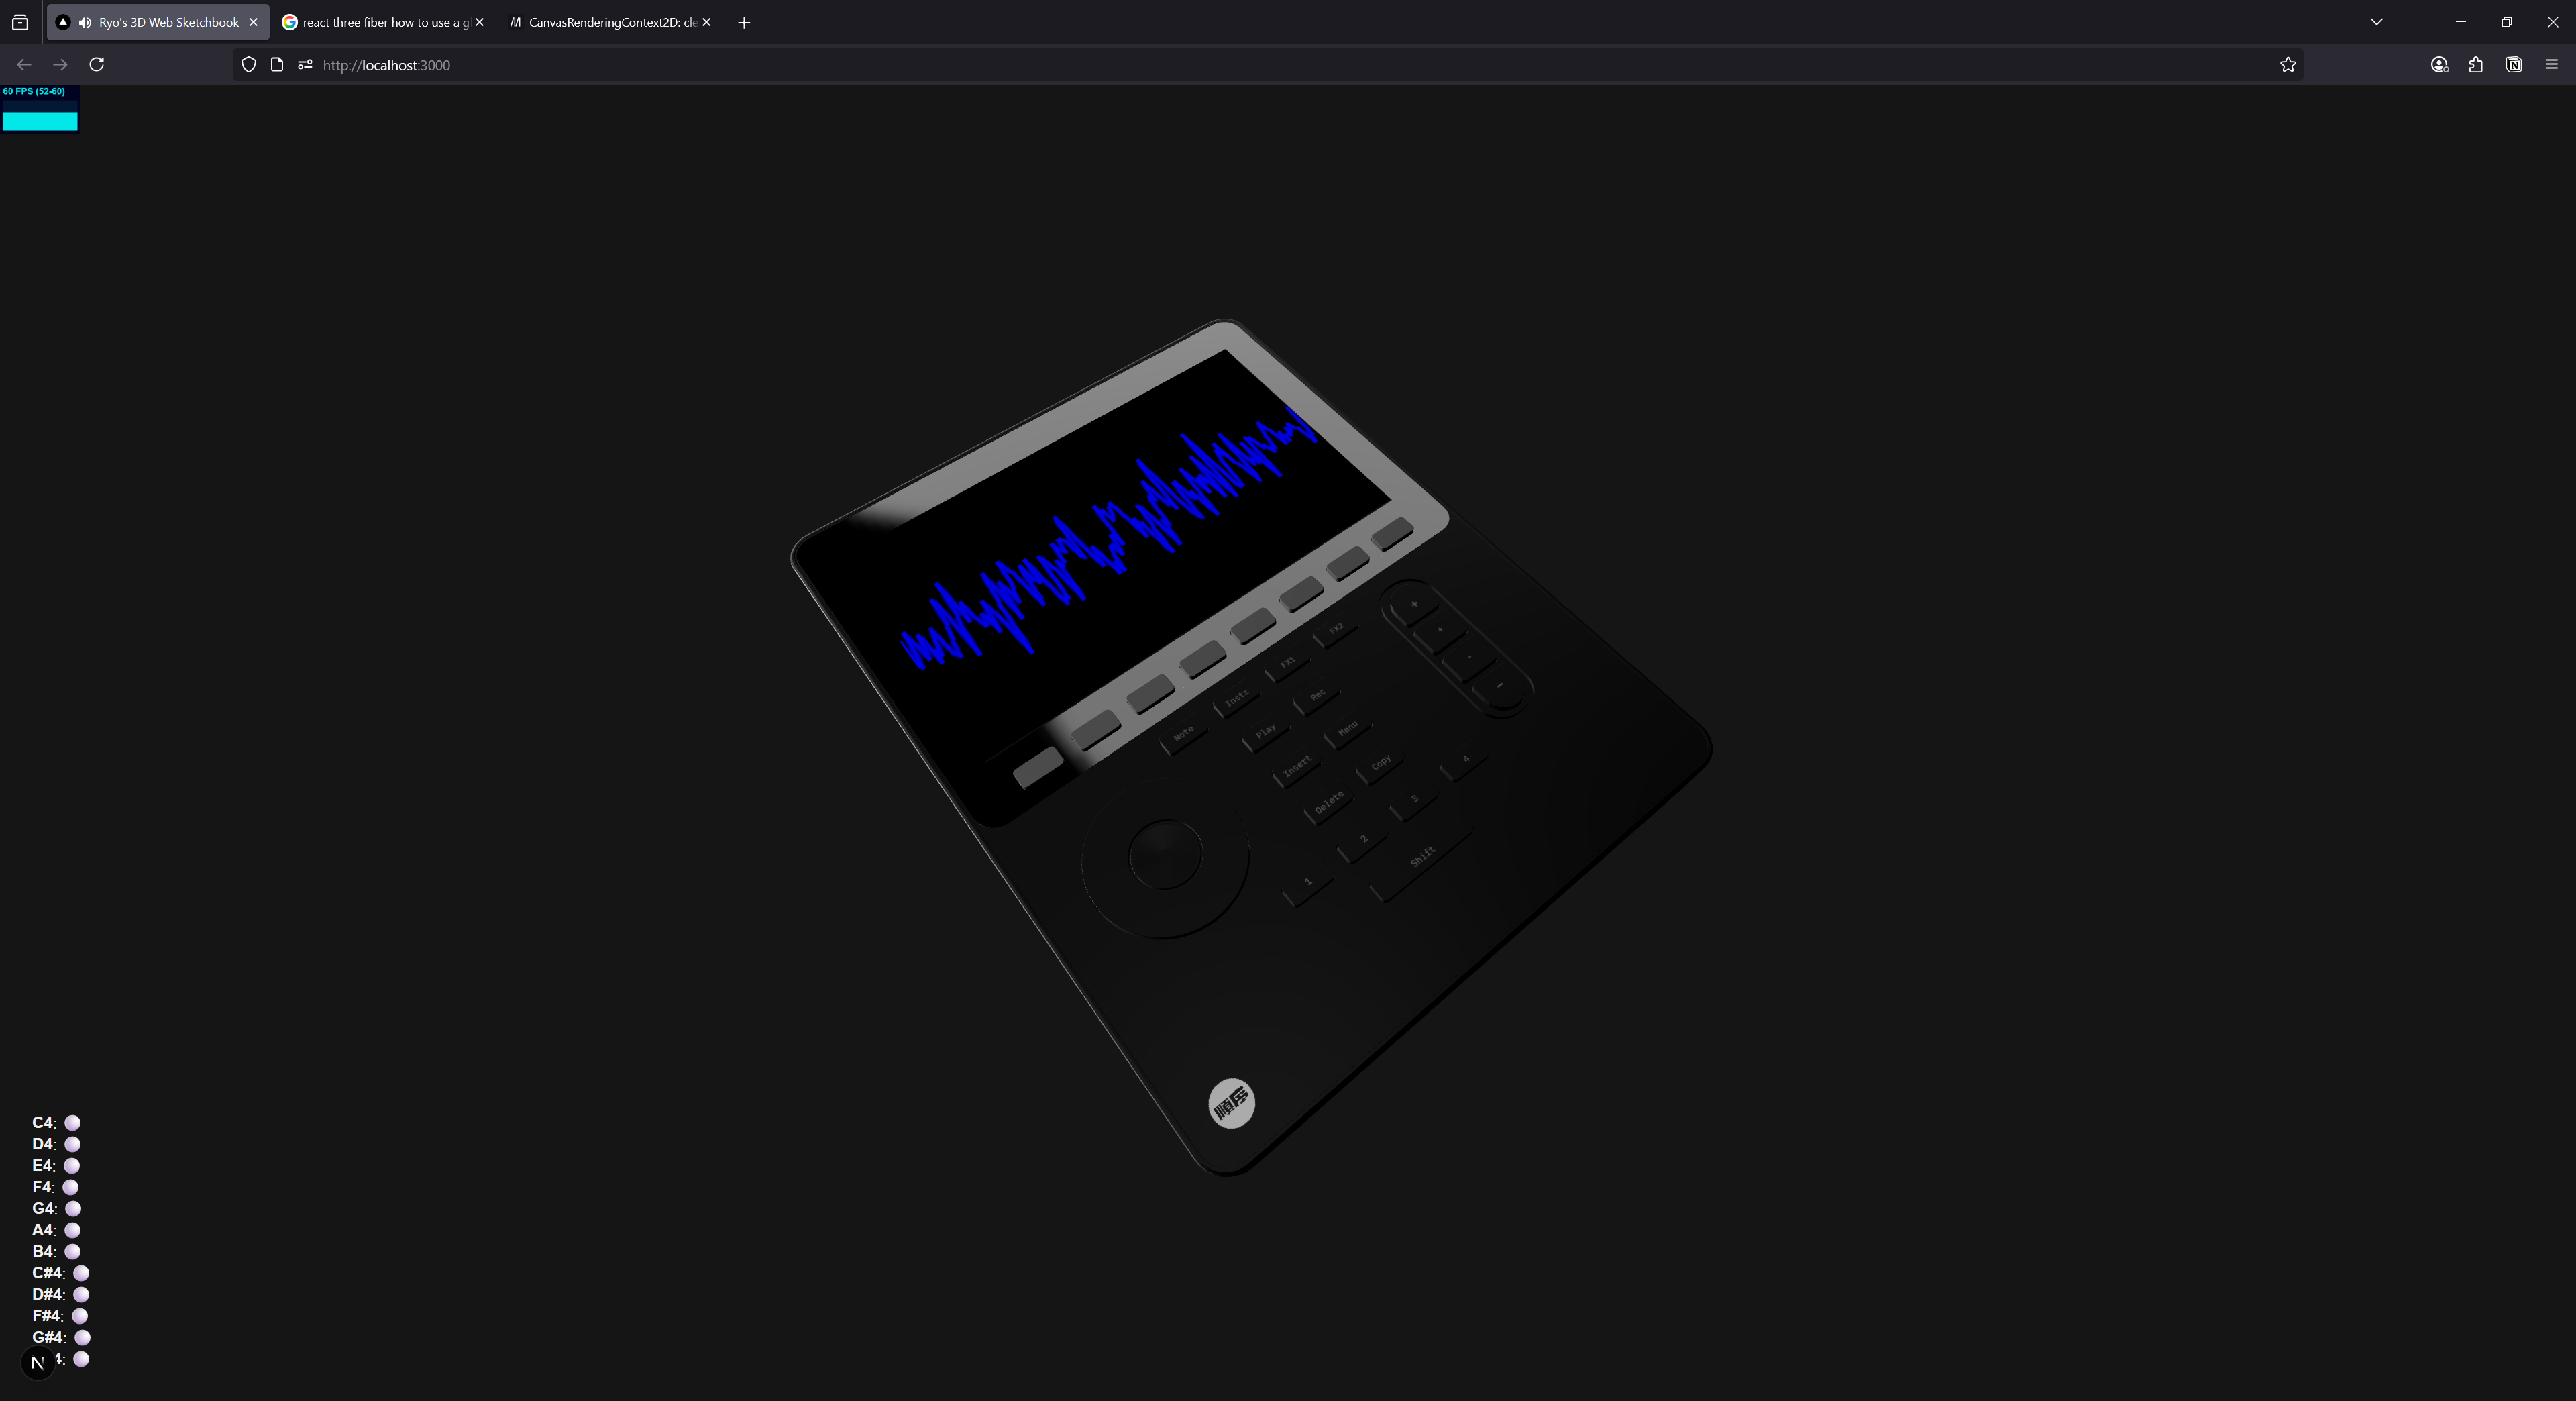 Ryo's 3D Web Sketchbook
react three fiber how to use a g
CanvasRenderingContext2D: cle
http://localhost:3000
60 FPS (52-60)
FX2
FX1
Instr
Note
Rec
Play
Menu
Insert
Copy
Delete
4
3
2
1
Shift
+
-
順序
C4:
D4:
E4:
F4:
G4:
A4:
B4:
C#4:
D#4:
F#4:
G#4:
4:
N